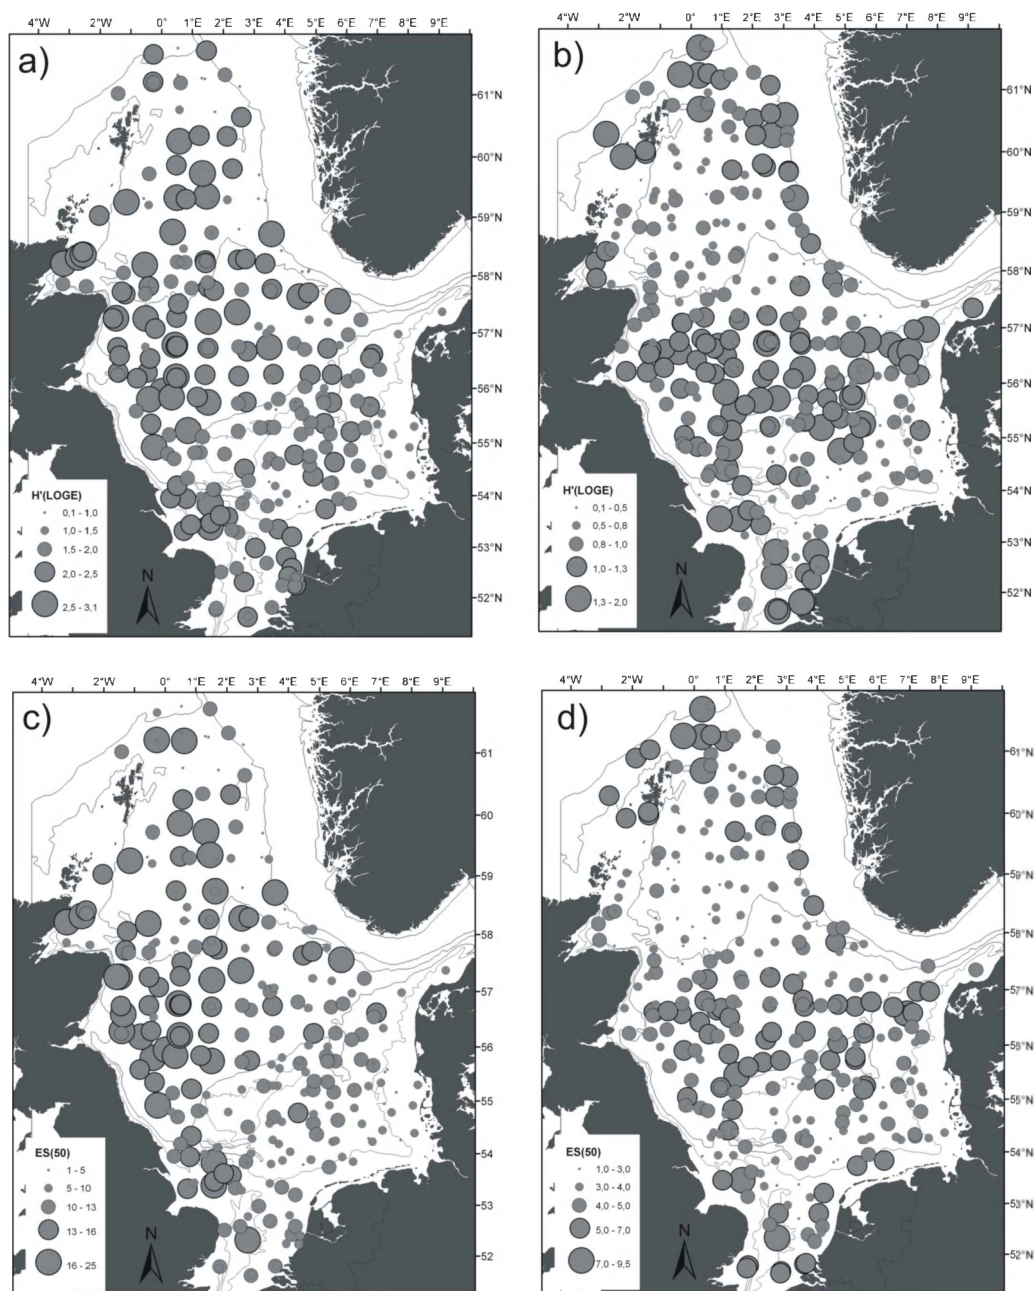 4°W 2°W 0° 1°E 2°E 3°E 4°E 5°E 6°E 7°E 9°E
a)
61°N
60°N
59°N
58°N
57°N
56°N
55°N
54°N
53°N
52°N
H'(LOGE)
0,1 - 1,0
1,0 - 1,5
1,5 - 2,0
2,0 - 2,5
2,5 - 3,1
N
4°W 2°W 0° 1°E 2°E 3°E 4°E 5°E 6°E 7°E 9°E
b)
61°N
60°N
59°N
58°N
57°N
56°N
55°N
54°N
53°N
52°N
H'(LOGE)
0,1 - 0,5
0,5 - 0,8
0,8 - 1,0
1,0 - 1,3
1,3 - 2,0
N
4°W 2°W 0° 1°E 2°E 3°E 4°E 5°E 6°E 7°E 9°E
c)
61
60
59
58
57
56
55
54
53
52
ES(50)
1 - 5
5 - 10
10 - 13
13 - 16
16 - 25
N
4°W 2°W 0° 1°E 2°E 3°E 4°E 5°E 6°E 7°E 9°E
d)
61°N
60°N
59°N
58°N
57°N
56°N
55°N
54°N
53°N
52°N
ES(50)
1,0 - 3,0
3,0 - 4,0
4,0 - 5,0
5,0 - 7,0
7,0 - 9,5
N